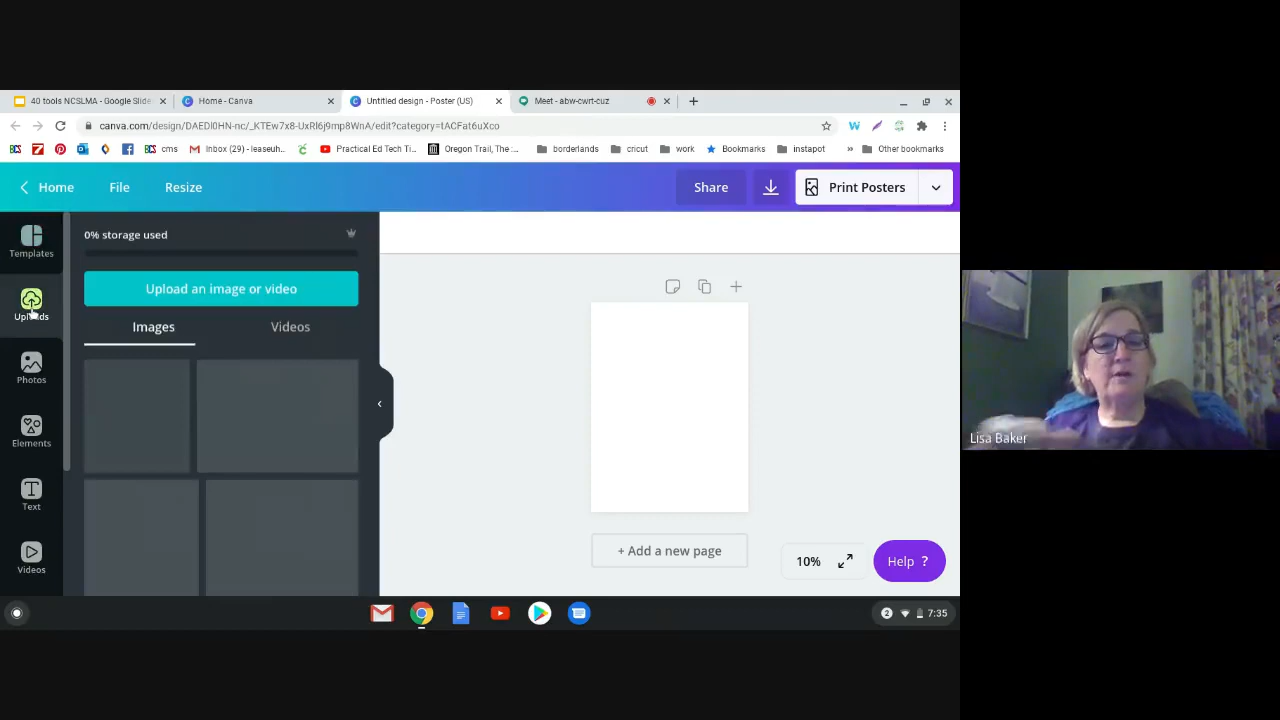 40 tools NCSLMA - Google Slide
Home - Canva
Untitled design - Poster (US)
Meet - abw-cwrt-cuz
canva.com/design/DAEDl0HN-nc/_KTEw7x8-UxRl6j9mp8WnA/edit?category=tACFat6uXco
BCS
cms
Inbox (29) - leaseuh...
Practical Ed Tech Ti...
Oregon Trail, The ...
borderlands
cricut
work
Bookmarks
instapot
Other bookmarks
Home
File
Resize
Share
Print Posters
Templates
Uploads
Photos
Elements
Text
Videos
0% storage used
Upload an image or video
Images
Videos
+ Add a new page
10%
Help ?
Lisa Baker
2
7:35